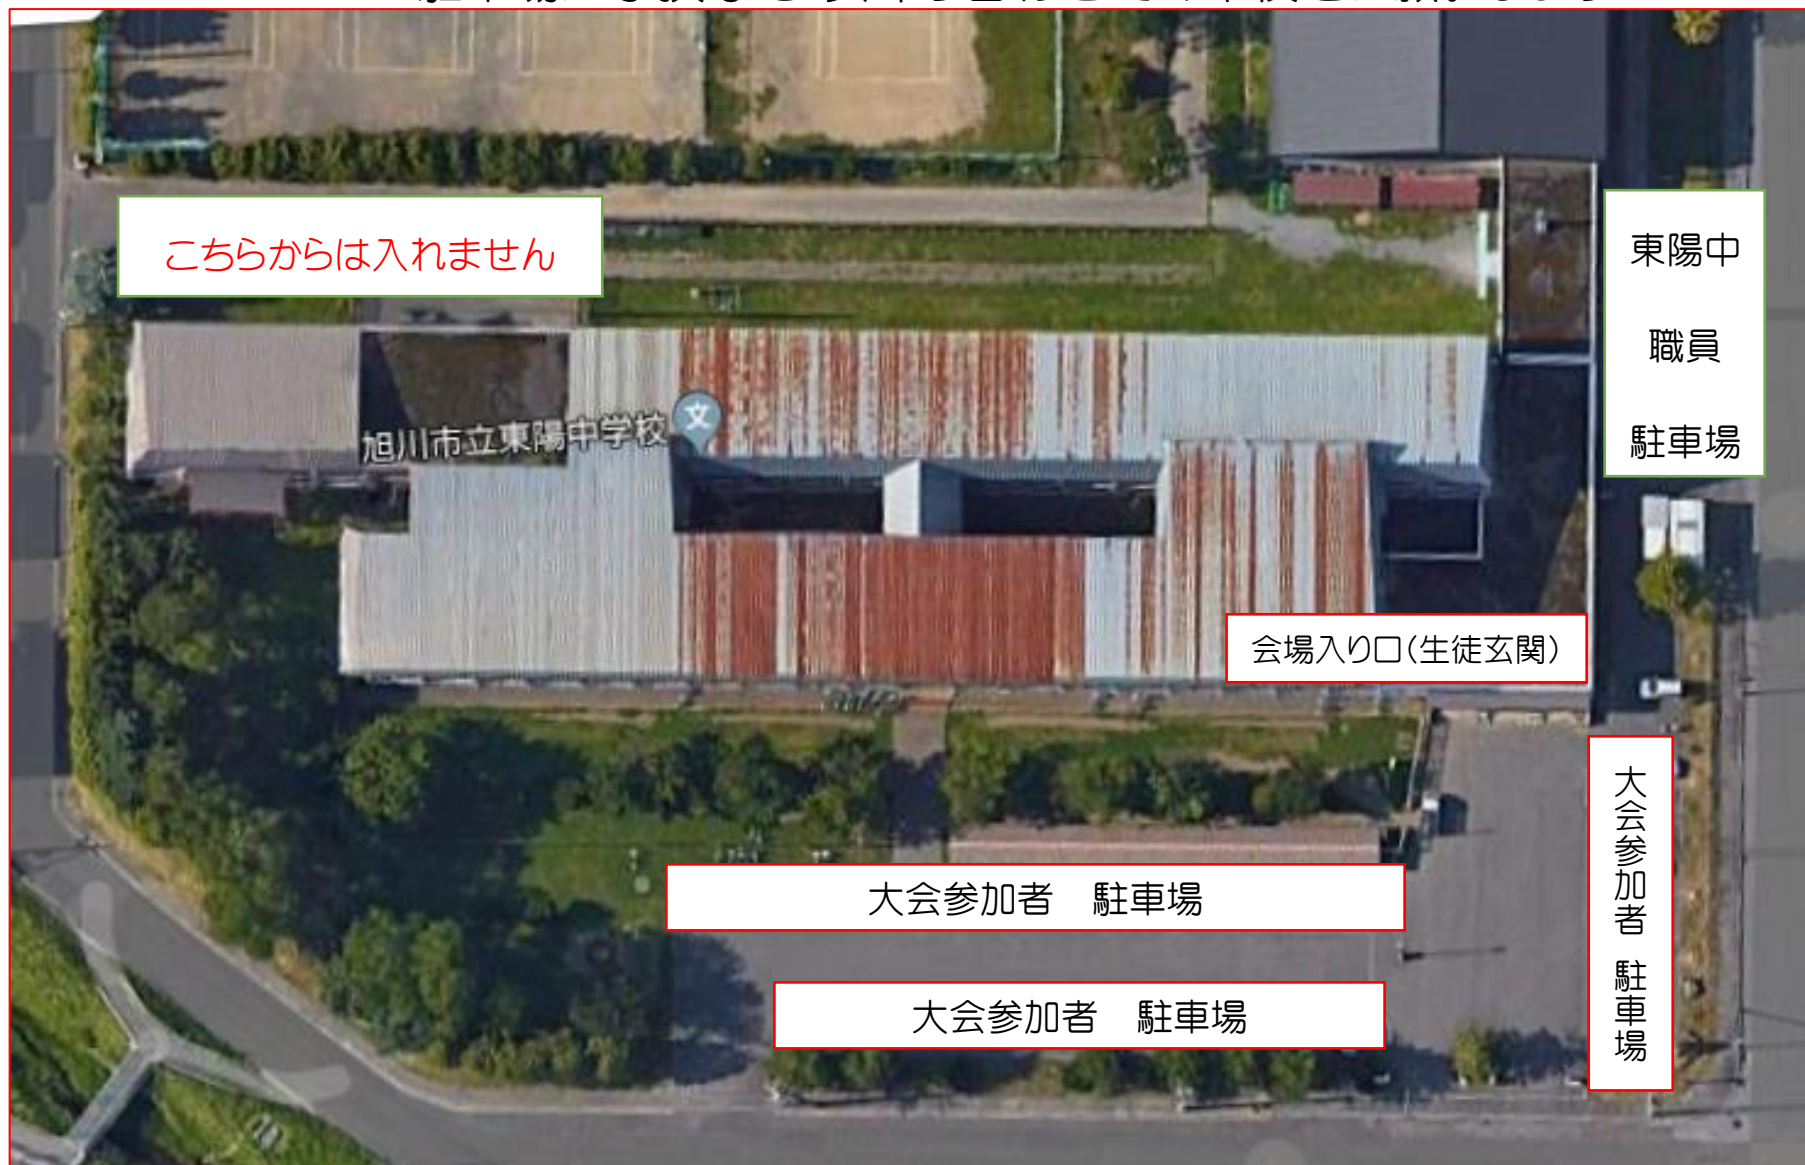 こちらからは入れません
東陽中
職員
駐車場
旭川市立東陽中学校
文
会場入り口(生徒玄関)
大会参加者 駐車場
大会参加者　駐車場
大会参加者　駐車場